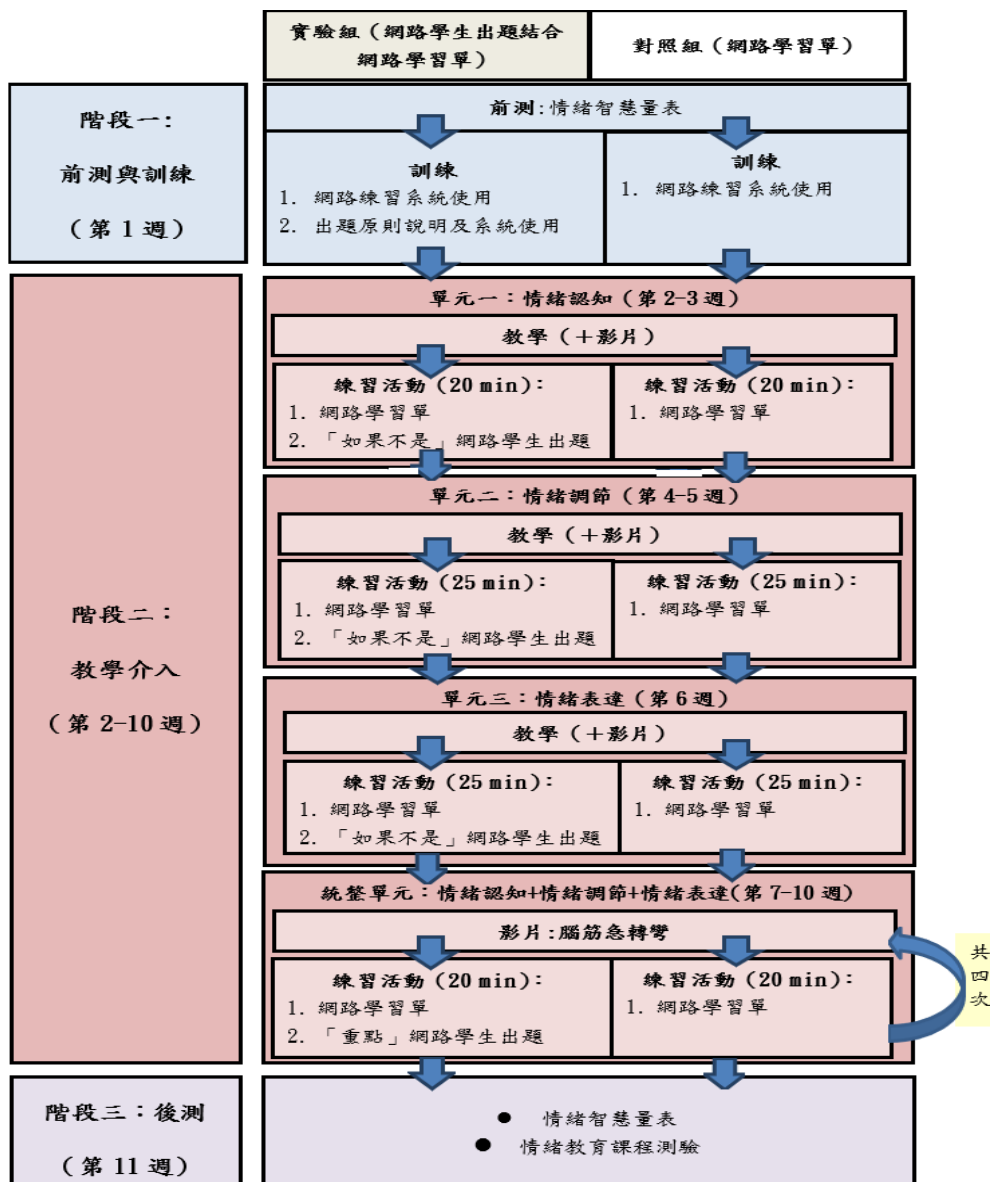 實驗組（網路學生出題結合
網路學習單）
對照組（網路學習單）
階段一：
前測與訓練
（第 1 週）
前測:情緒智慧量表
訓練
1. 網路練習系統使用
2. 出題原則說明及系統使用
訓練
1. 網路練習系統使用
階段二：
教學介入
（第 2-10 週）
單元一：情緒認知（第 2-3 週）
教學（＋影片）
練習活動（20 min）：
1. 網路學習單
2. 「如果不是」網路學生出題
練習活動（20 min）：
1. 網路學習單
單元二：情緒調節（第 4-5 週）
教學（＋影片）
練習活動（25 min）：
1. 網路學習單
2. 「如果不是」網路學生出題
練習活動（25 min）：
1. 網路學習單
單元三：情緒表達（第 6 週）
教學（＋影片）
練習活動（25 min）：
1. 網路學習單
2. 「如果不是」網路學生出題
練習活動（25 min）：
1. 網路學習單
統整單元：情緒認知+情緒調節+情緒表達(第 7-10 週)
影片:腦筋急轉彎
練習活動（20 min）：
1. 網路學習單
2. 「重點」網路學生出題
練習活動（20 min）：
1. 網路學習單
共四次
階段三：後測
（第 11 週）
● 情緒智慧量表
● 情緒教育課程測驗